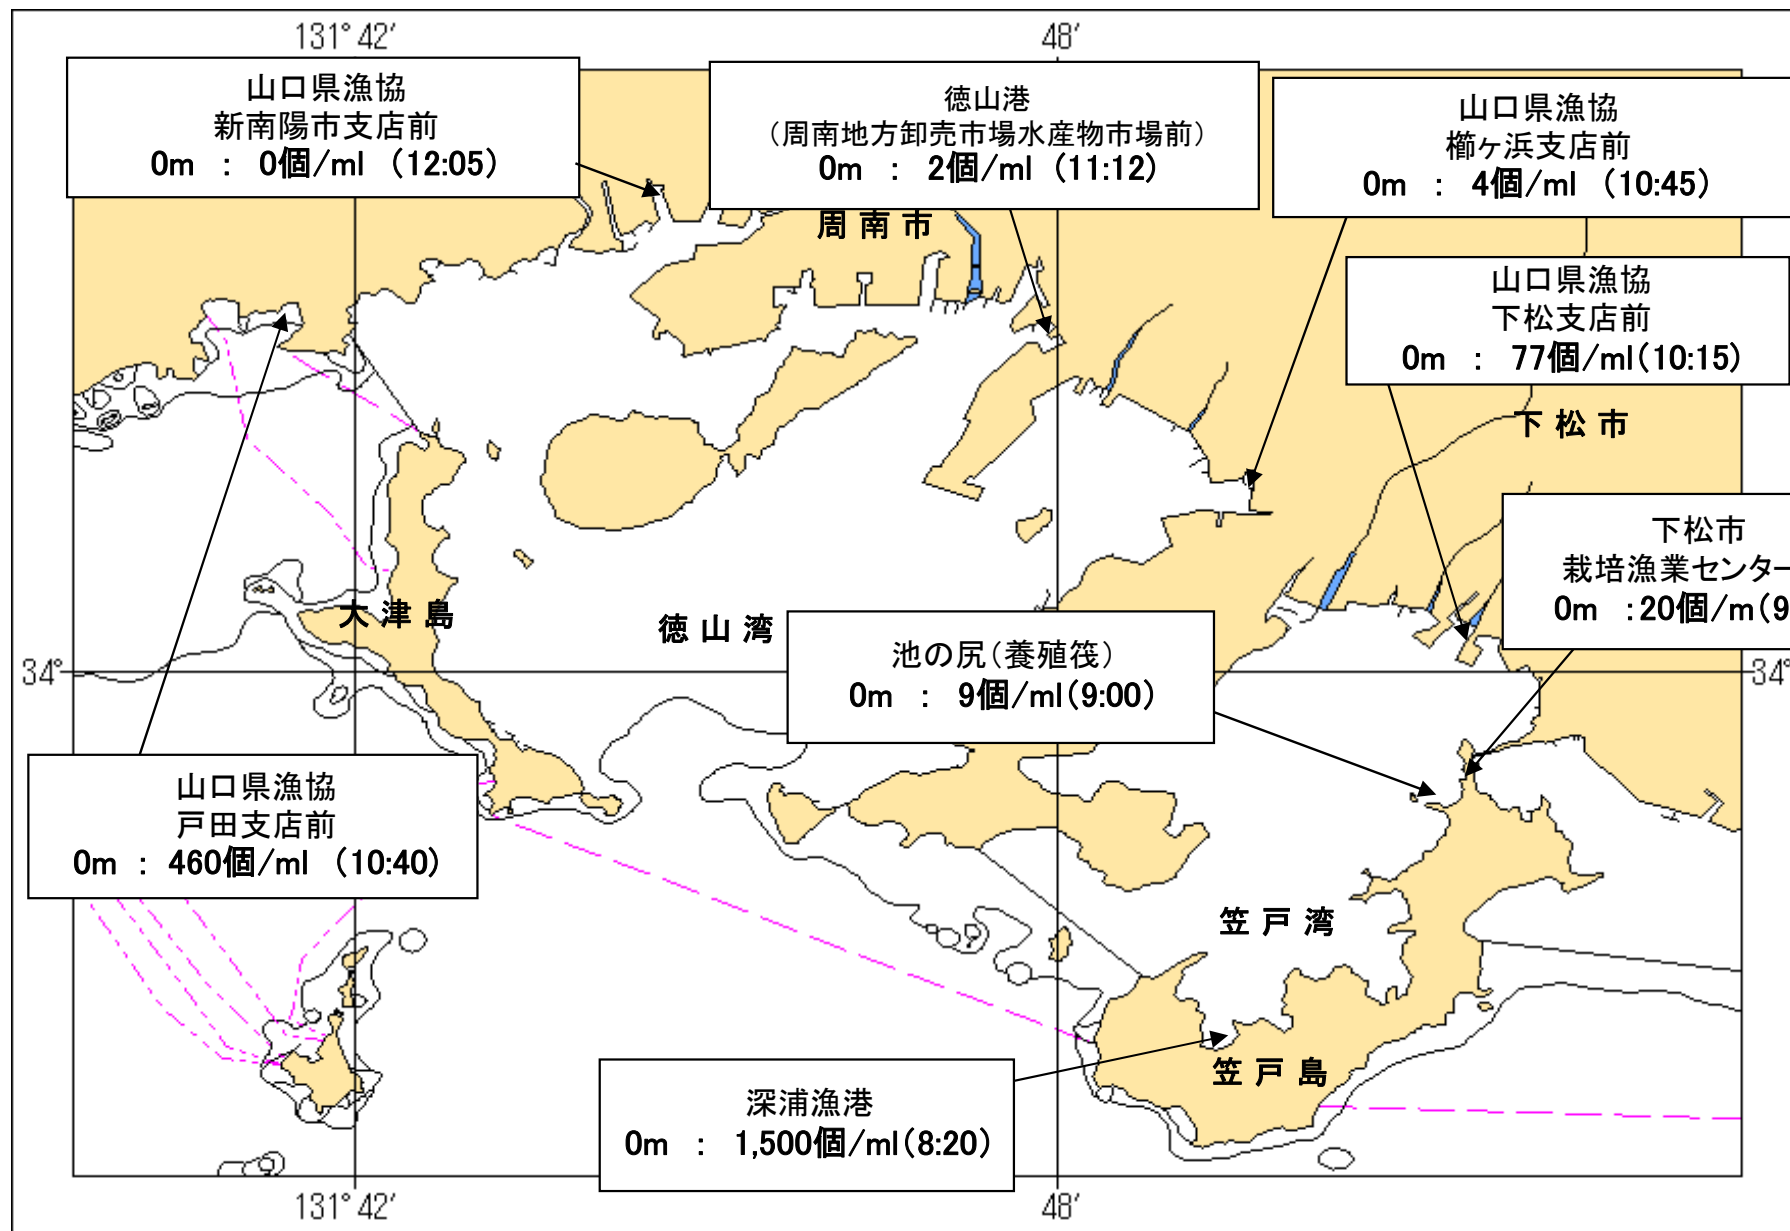 131°42′
48′
山口県漁協
新南陽市支店前
0m : 0個/ml (12:05)
徳山港
(周南地方卸売市場水産物市場前)
0m : 2個/ml (11:12)
山口県漁協
櫛ヶ浜支店前
0m : 4個/ml (10:45)
周南市
山口県漁協
下松支店前
0m : 77個/ml(10:15)
下松市
下松市
栽培漁業センター
0m :20個/m(9
大津島
徳山湾
池の尻(養殖筏)
0m : 9個/ml(9:00)
34°
34°
山口県漁協
戸田支店前
0m : 460個/ml (10:40)
笠戸湾
笠戸島
深浦漁港
0m : 1,500個/ml(8:20)
131°42′
48′